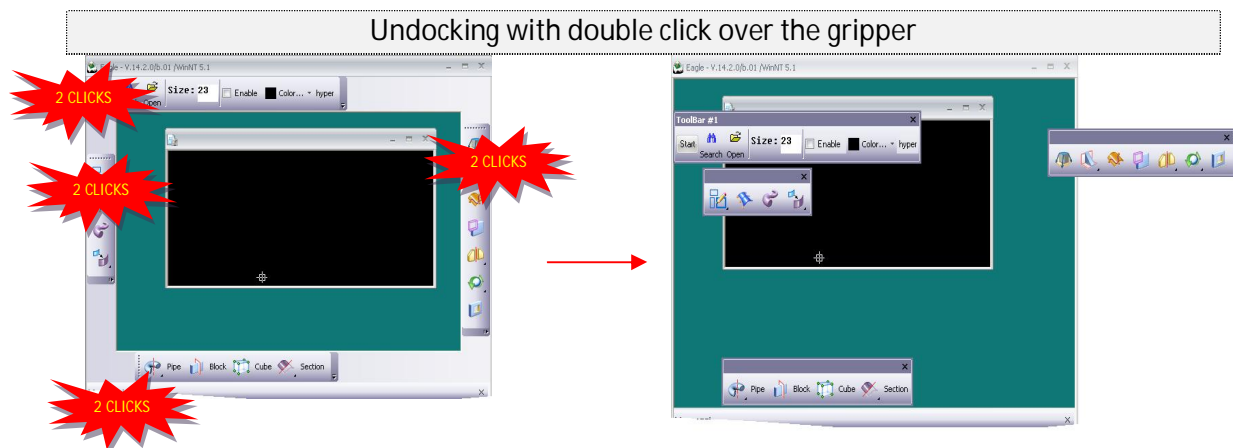 Undocking with double click over the gripper
Eagle - V.14.2.0/b.01 /WinNT 5.1
2 CLICKS
Open
Size: 23
Enable
Color...
hyper
2 CLICKS
2 CLICKS
Pipe
Block
Cube
Section
2 CLICKS
Eagle - V.14.2.0/b.01 /WinNT 5.1
ToolBar #1
Start
Search
Open
Size: 23
Enable
Color...
hyper
Pipe
Block
Cube
Section